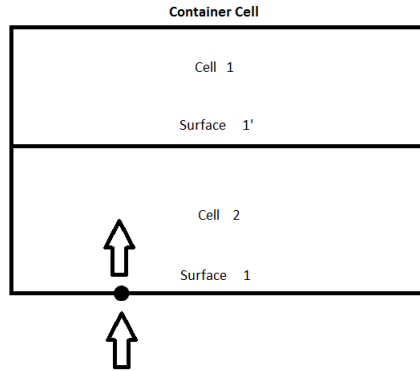 Container Cell
Cell 1
Surface 1'
Cell 2
Surface 1